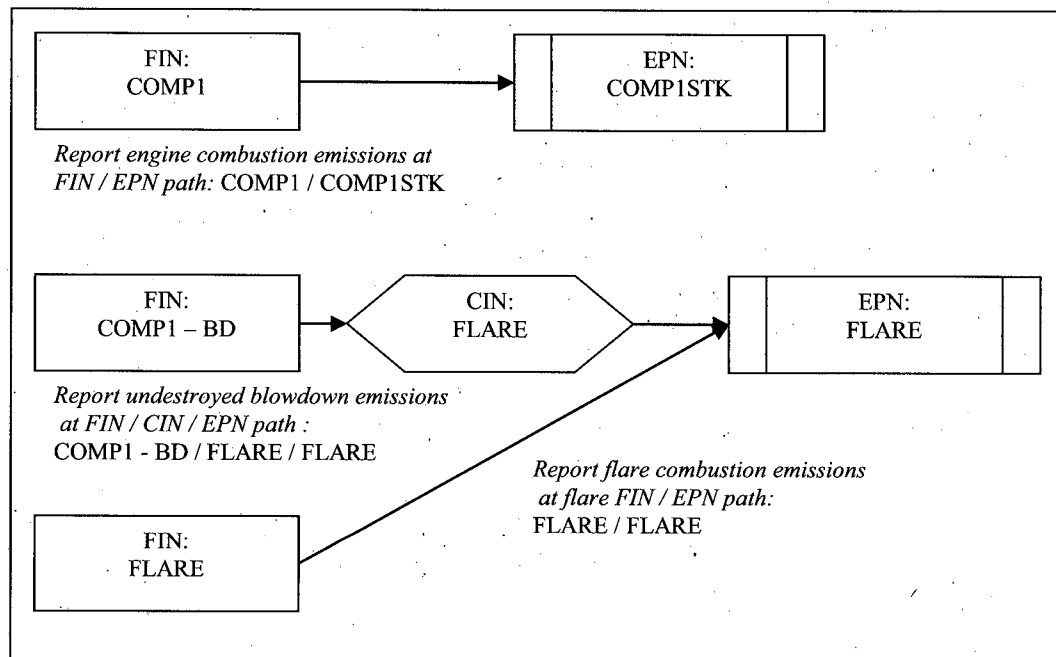 FIN:
COMP1
EPN:
COMP1STK
Report engine combustion emissions at
FIN / EPN path: COMP1 / COMP1STK
FIN:
COMP1 – BD
CIN:
FLARE
EPN:
FLARE
Report undestroyed blowdown emissions
at FIN / CIN / EPN path :
COMP1 - BD / FLARE / FLARE
Report flare combustion emissions
at flare FIN / EPN path:
FLARE / FLARE
FIN:
FLARE